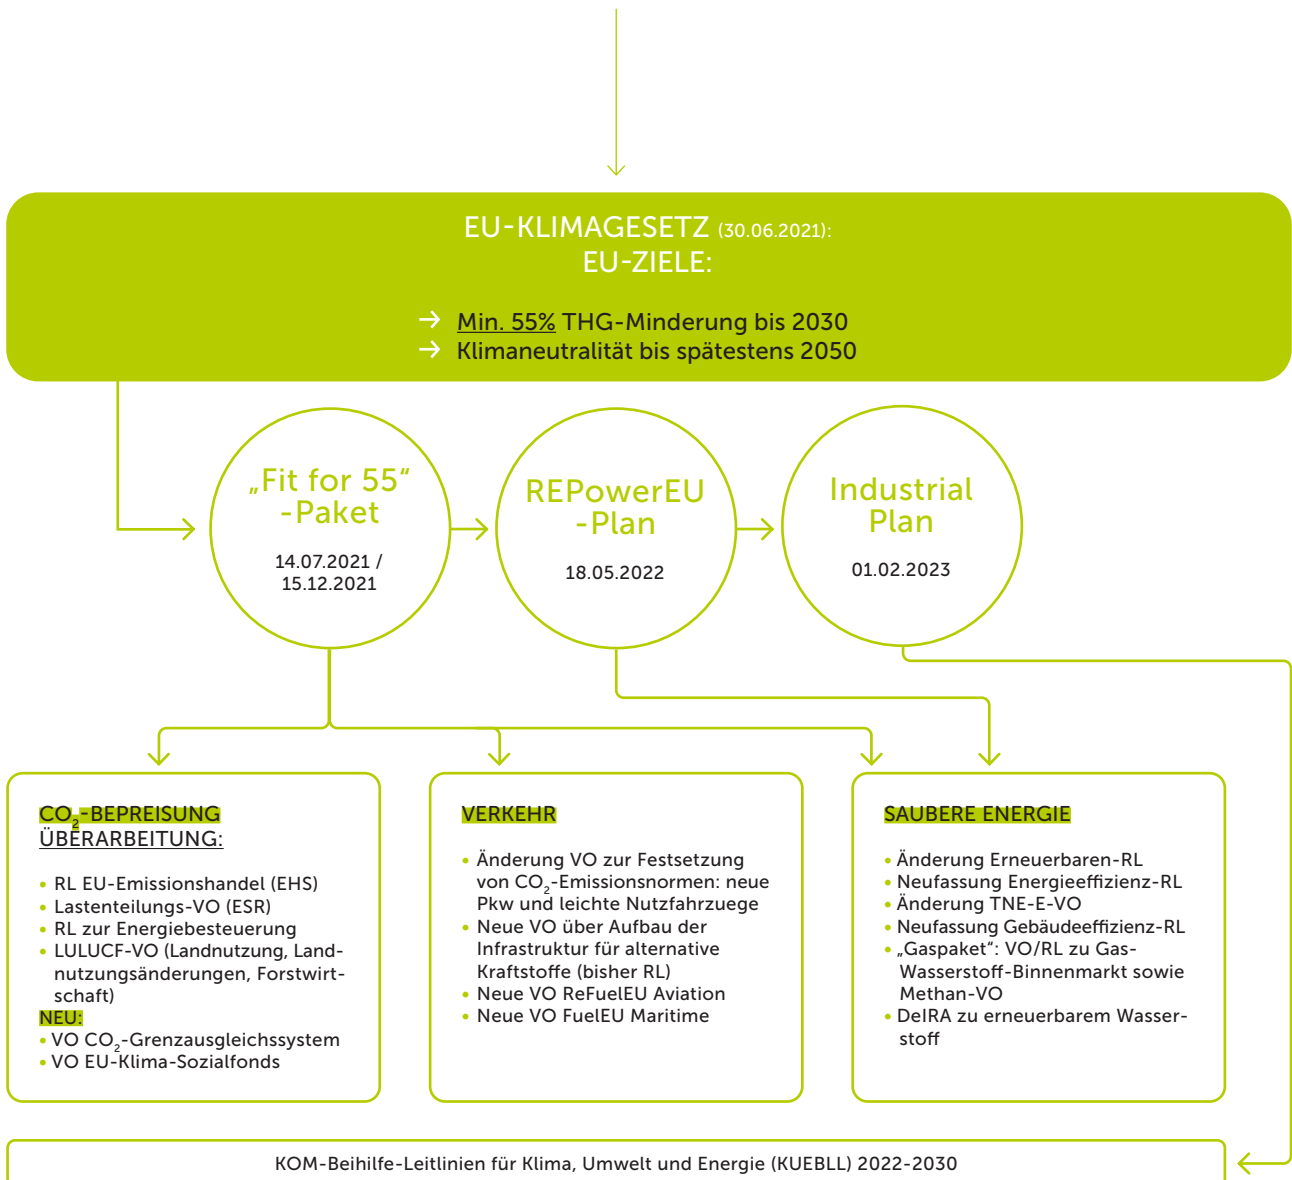 EU-KLIMAGESETZ (30.06.2021):
EU-ZIELE:
→ Min. 55% THG-Minderung bis 2030
→ Klimaneutralität bis spätestens 2050
„Fit for 55“
-Paket
14.07.2021 /
15.12.2021
REPowerEU
-Plan
18.05.2022
Industrial
Plan
01.02.2023
CO₂-BEPREISUNG
ÜBERARBEITUNG:
• RL EU-Emissionshandel (EHS)
• Lastenteilungs-VO (ESR)
• RL zur Energiebesteuerung
• LULUCF-VO (Landnutzung, Land-
nutzungsänderungen, Forstwirt-
schaft)
NEU:
• VO CO₂-Grenzausgleichssystem
• VO EU-Klima-Sozialfonds
VERKEHR
• Änderung VO zur Festsetzung
von CO₂-Emissionsnormen: neue
Pkw und leichte Nutzfahrzuege
• Neue VO über Aufbau der
Infrastruktur für alternative
Kraftstoffe (bisher RL)
• Neue VO ReFuelEU Aviation
• Neue VO FuelEU Maritime
SAUBERE ENERGIE
• Änderung Erneuerbaren-RL
• Neufassung Energieeffizienz-RL
• Änderung TNE-E-VO
• Neufassung Gebäudeeffizienz-RL
• „Gaspaket“: VO/RL zu Gas-
Wasserstoff-Binnenmarkt sowie
Methan-VO
• DeIRA zu erneuerbarem Wasser-
stoff
KOM-Beihilfe-Leitlinien für Klima, Umwelt und Energie (KUEBLL) 2022-2030